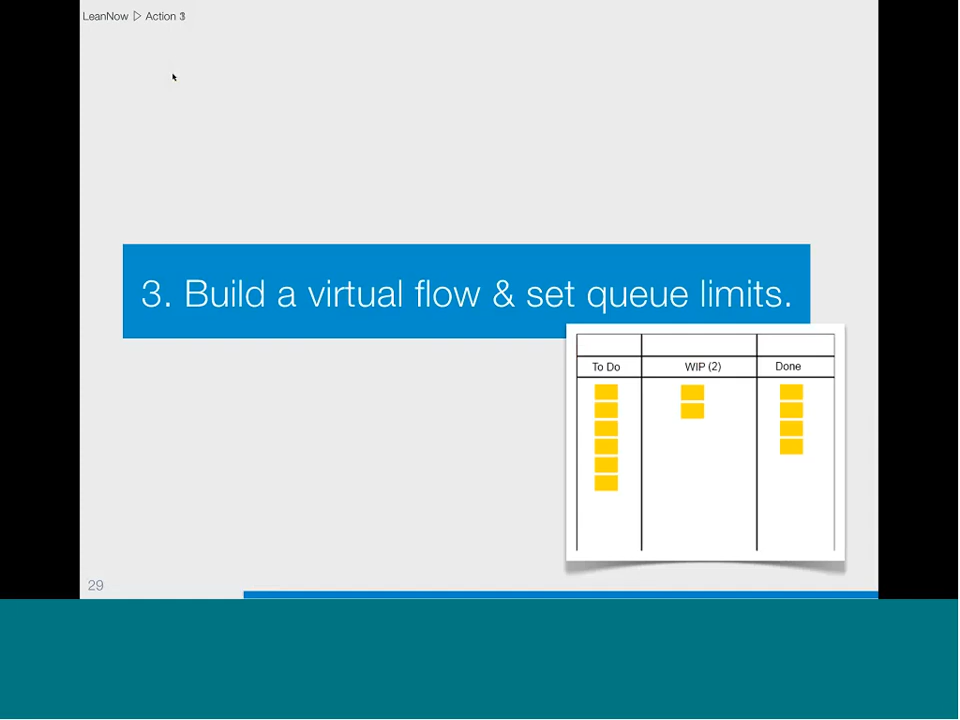 LeanNow ▷ Action 3
3. Build a virtual flow & set queue limits.
To Do WIP (2) Done
29